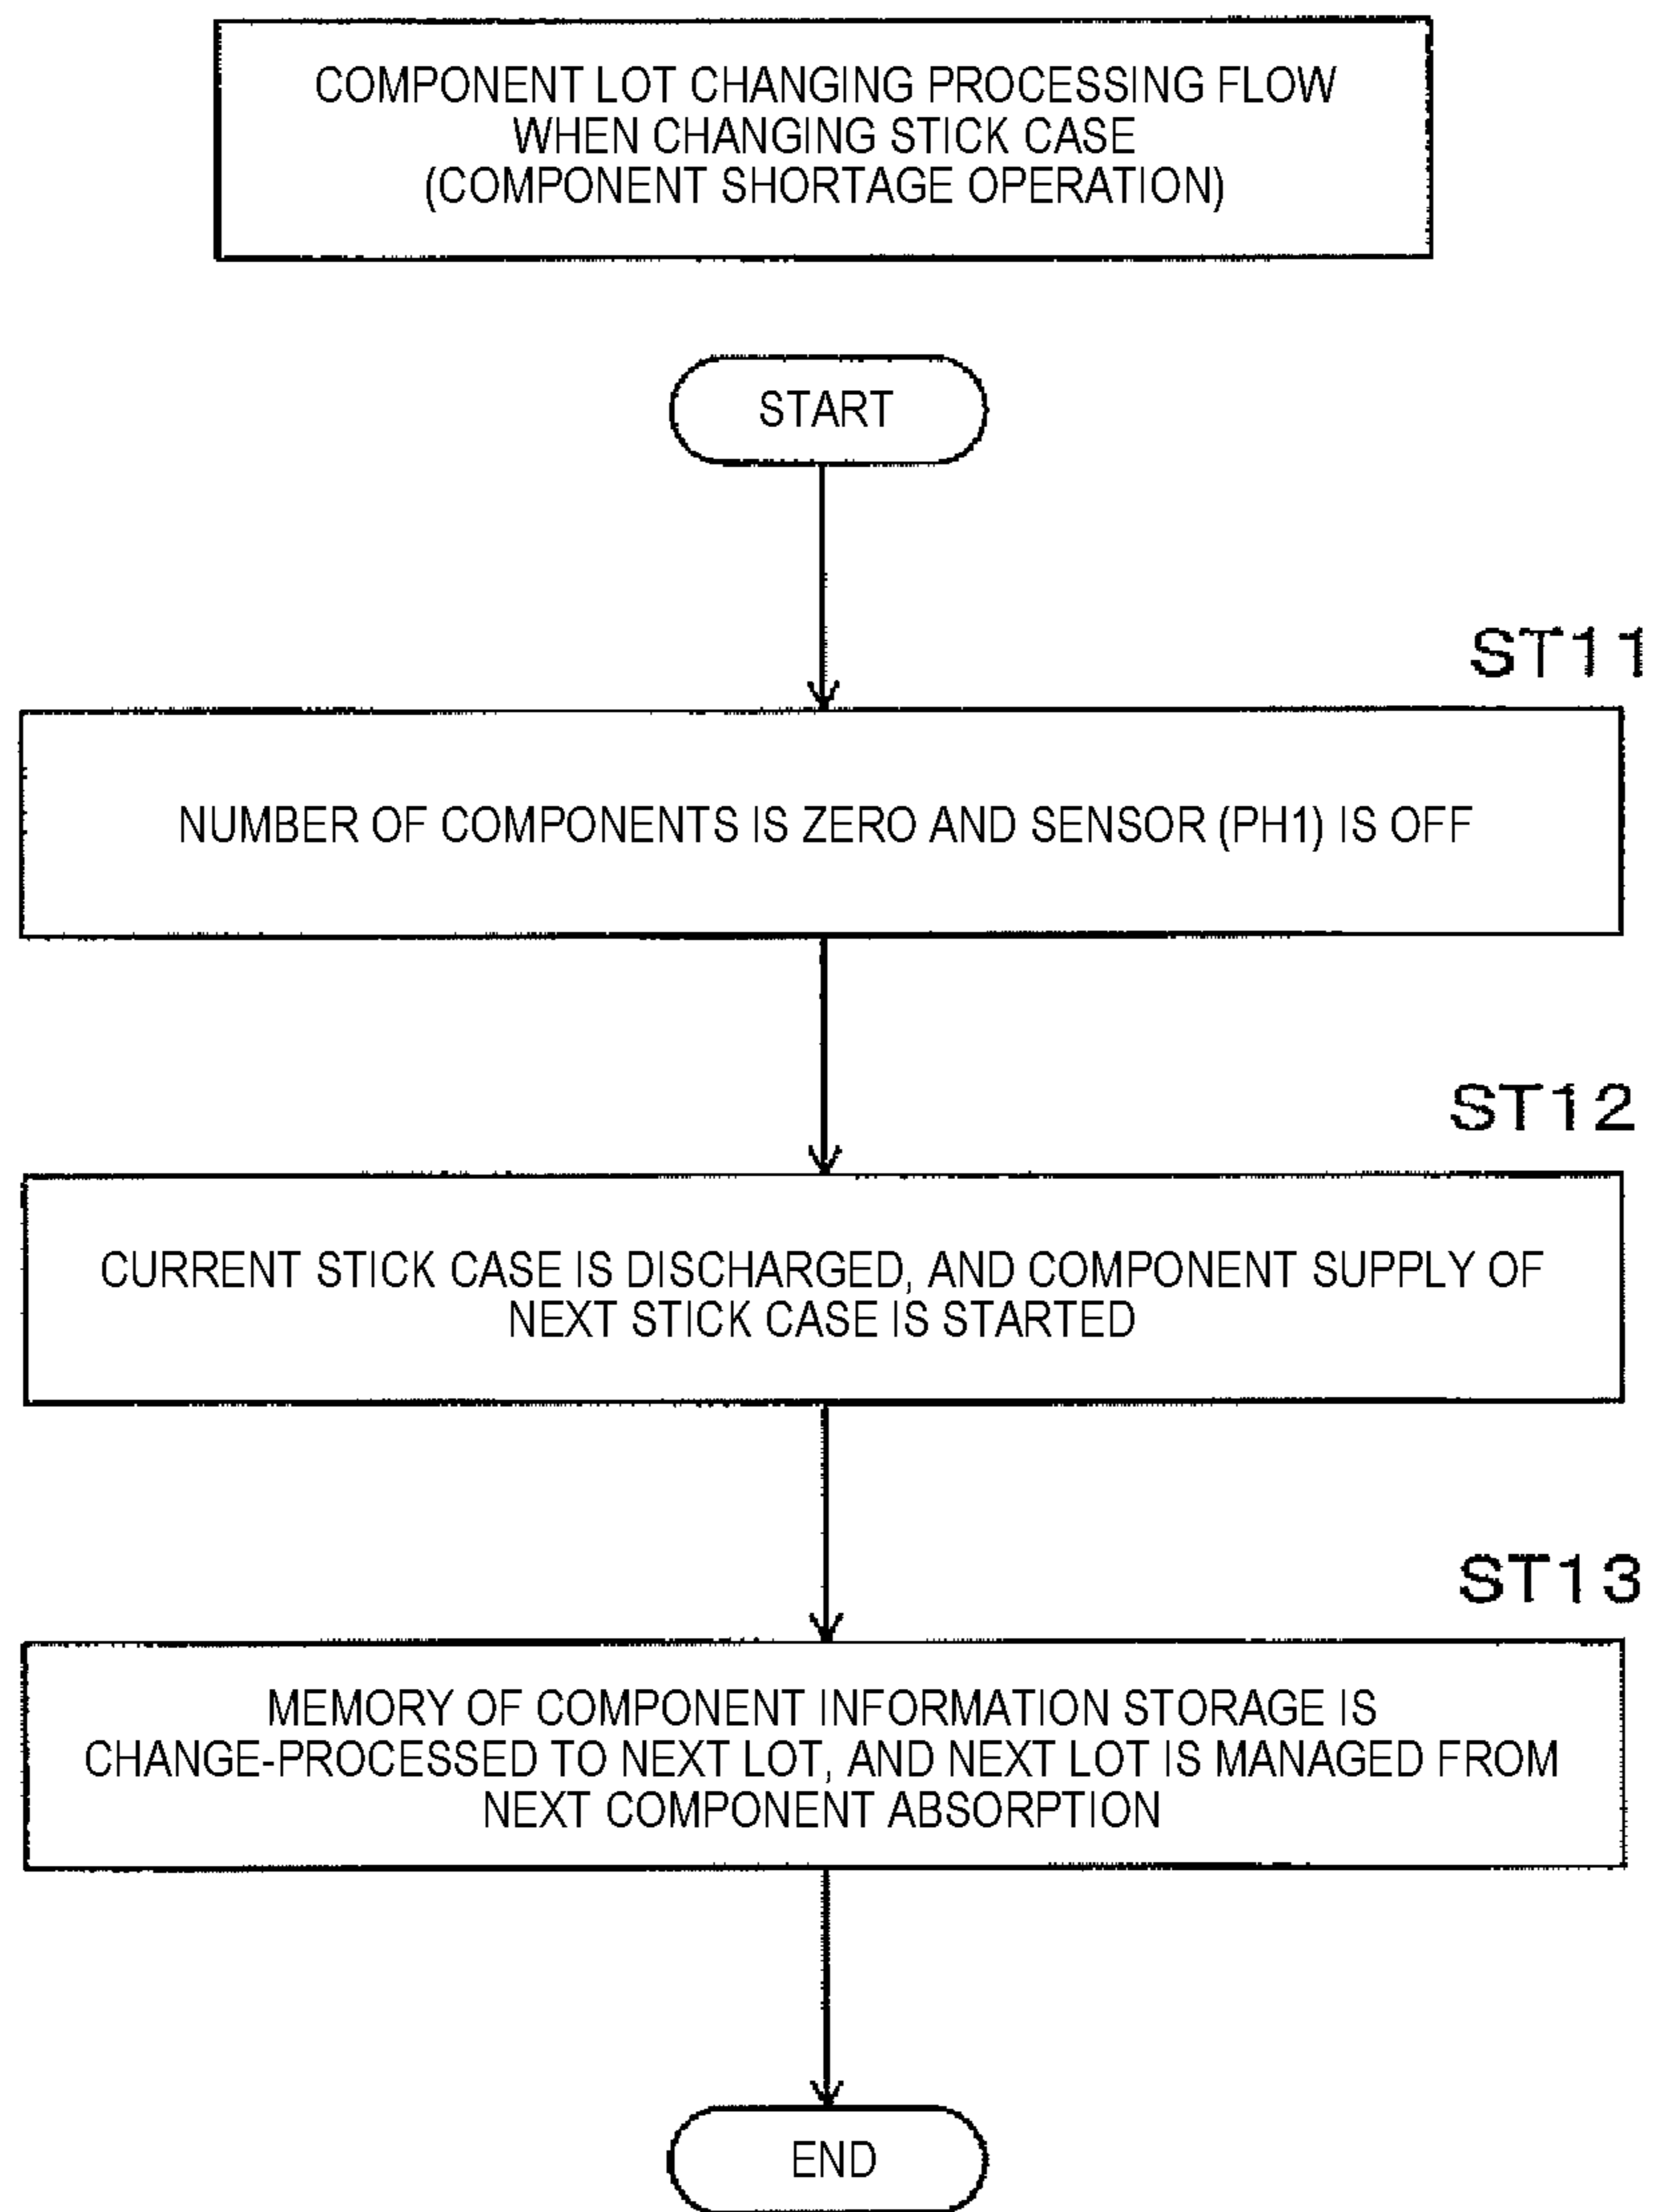 COMPONENT LOT CHANGING PROCESSING FLOW
WHEN CHANGING STICK CASE
(COMPONENT SHORTAGE OPERATION)
START
ST11
NUMBER OF COMPONENTS IS ZERO AND SENSOR (PH1) IS OFF
ST12
CURRENT STICK CASE IS DISCHARGED, AND COMPONENT SUPPLY OF
NEXT STICK CASE IS STARTED
ST13
MEMORY OF COMPONENT INFORMATION STORAGE IS
CHANGE-PROCESSED TO NEXT LOT, AND NEXT LOT IS MANAGED FROM
NEXT COMPONENT ABSORPTION
END